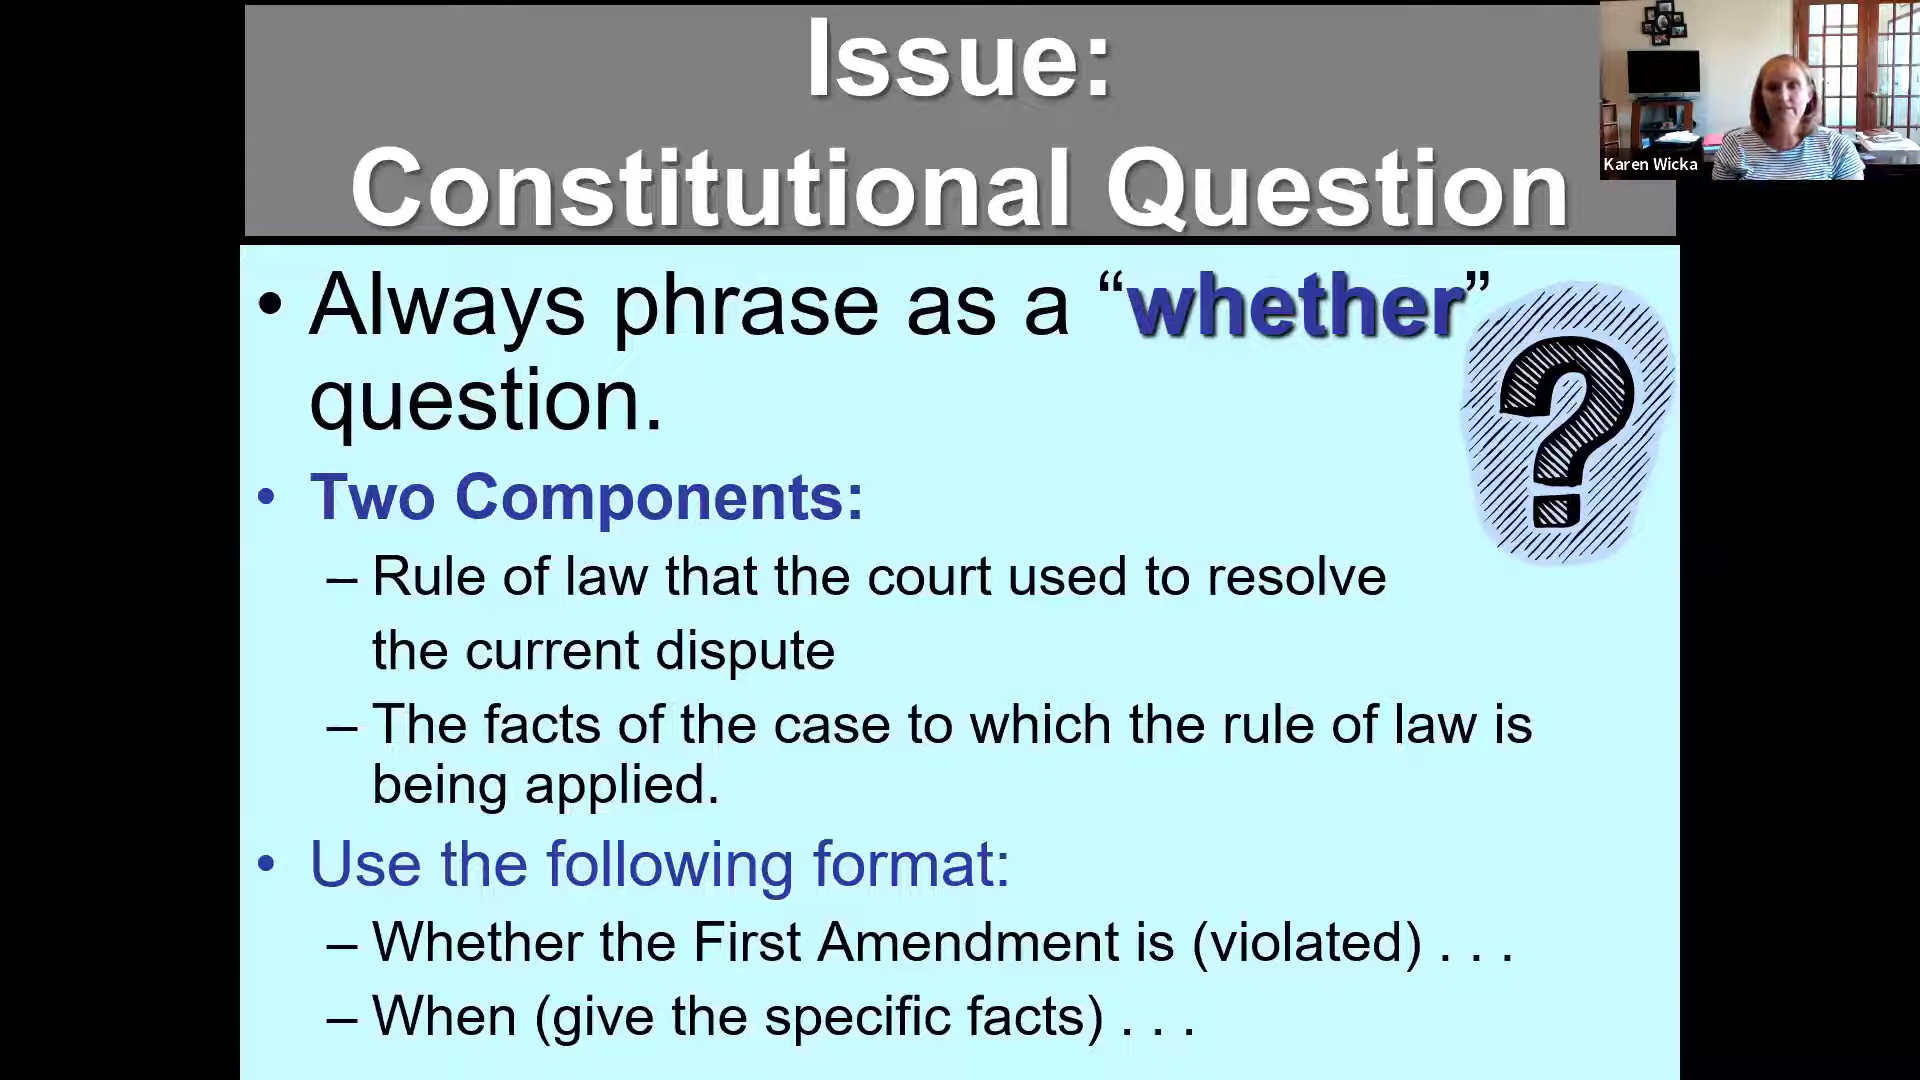 Issue:
Constitutional Question
Karen Wicka
• Always phrase as a “whether”
question.
• Two Components:
– Rule of law that the court used to resolve
the current dispute
– The facts of the case to which the rule of law is
being applied.
• Use the following format:
– Whether the First Amendment is (violated) . . .
– When (give the specific facts) . . .